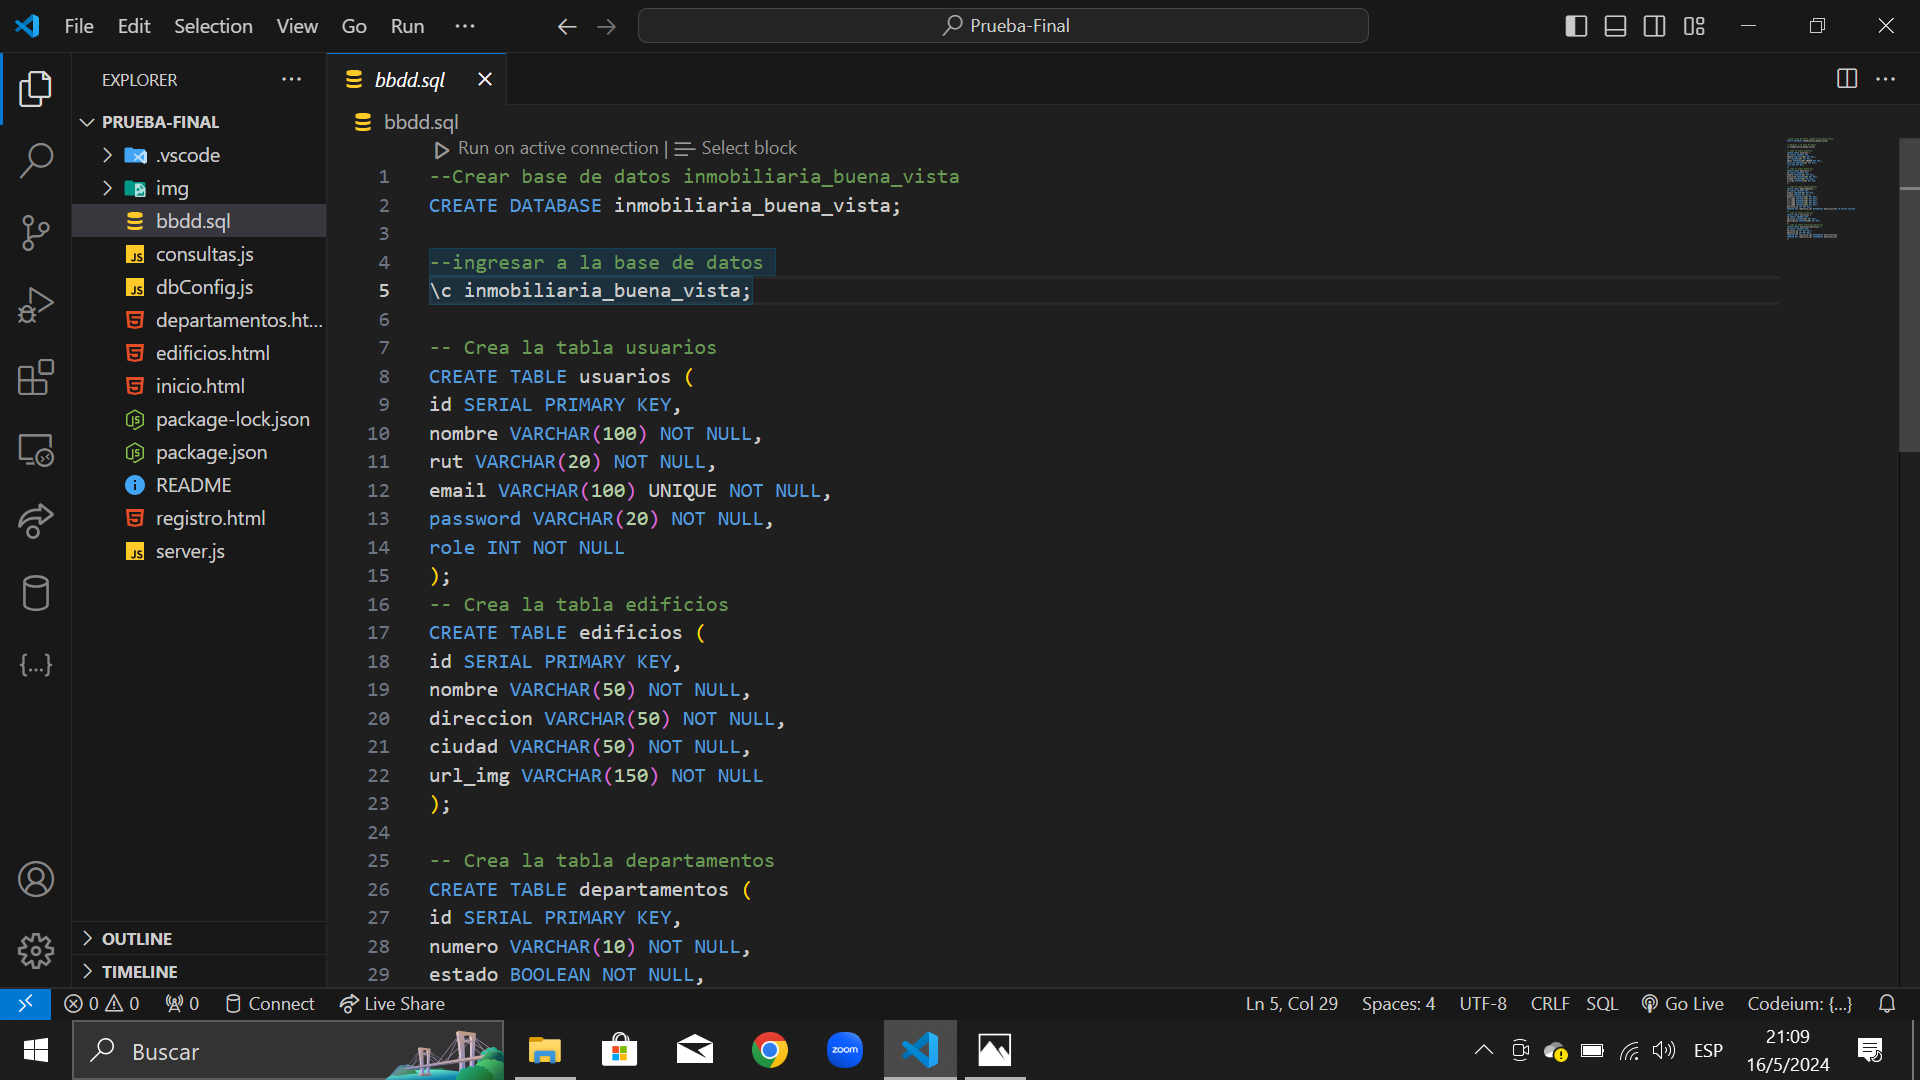 File Edit Selection View Go Run ··· Prueba-Final
EXPLORER
PRUEBA-FINAL
.vscode
img
bbdd.sql
consultas.js
dbConfig.js
departamentos.ht...
edificios.html
inicio.html
package-lock.json
package.json
README
registro.html
server.js
OUTLINE
TIMELINE
bbdd.sql
bbdd.sql
Run on active connection | Select block
1 --Crear base de datos inmobiliaria_buena_vista
2 CREATE DATABASE inmobiliaria_buena_vista;
3
4 --ingresar a la base de datos
5 \c inmobiliaria_buena_vista;
6
7 -- Crea la tabla usuarios
8 CREATE TABLE usuarios (
9 id SERIAL PRIMARY KEY,
10 nombre VARCHAR(100) NOT NULL,
11 rut VARCHAR(20) NOT NULL,
12 email VARCHAR(100) UNIQUE NOT NULL,
13 password VARCHAR(20) NOT NULL,
14 role INT NOT NULL
15 );
16 -- Crea la tabla edificios
17 CREATE TABLE edificios (
18 id SERIAL PRIMARY KEY,
19 nombre VARCHAR(50) NOT NULL,
20 direccion VARCHAR(50) NOT NULL,
21 ciudad VARCHAR(50) NOT NULL,
22 url_img VARCHAR(150) NOT NULL
23 );
24
25 -- Crea la tabla departamentos
26 CREATE TABLE departamentos (
27 id SERIAL PRIMARY KEY,
28 numero VARCHAR(10) NOT NULL,
29 estado BOOLEAN NOT NULL,
0 0 0 Connect Live Share Ln 5, Col 29 Spaces: 4 UTF-8 CRLF SQL Go Live Codeium: {...}
Buscar zoom ESP 21:09
16/5/2024